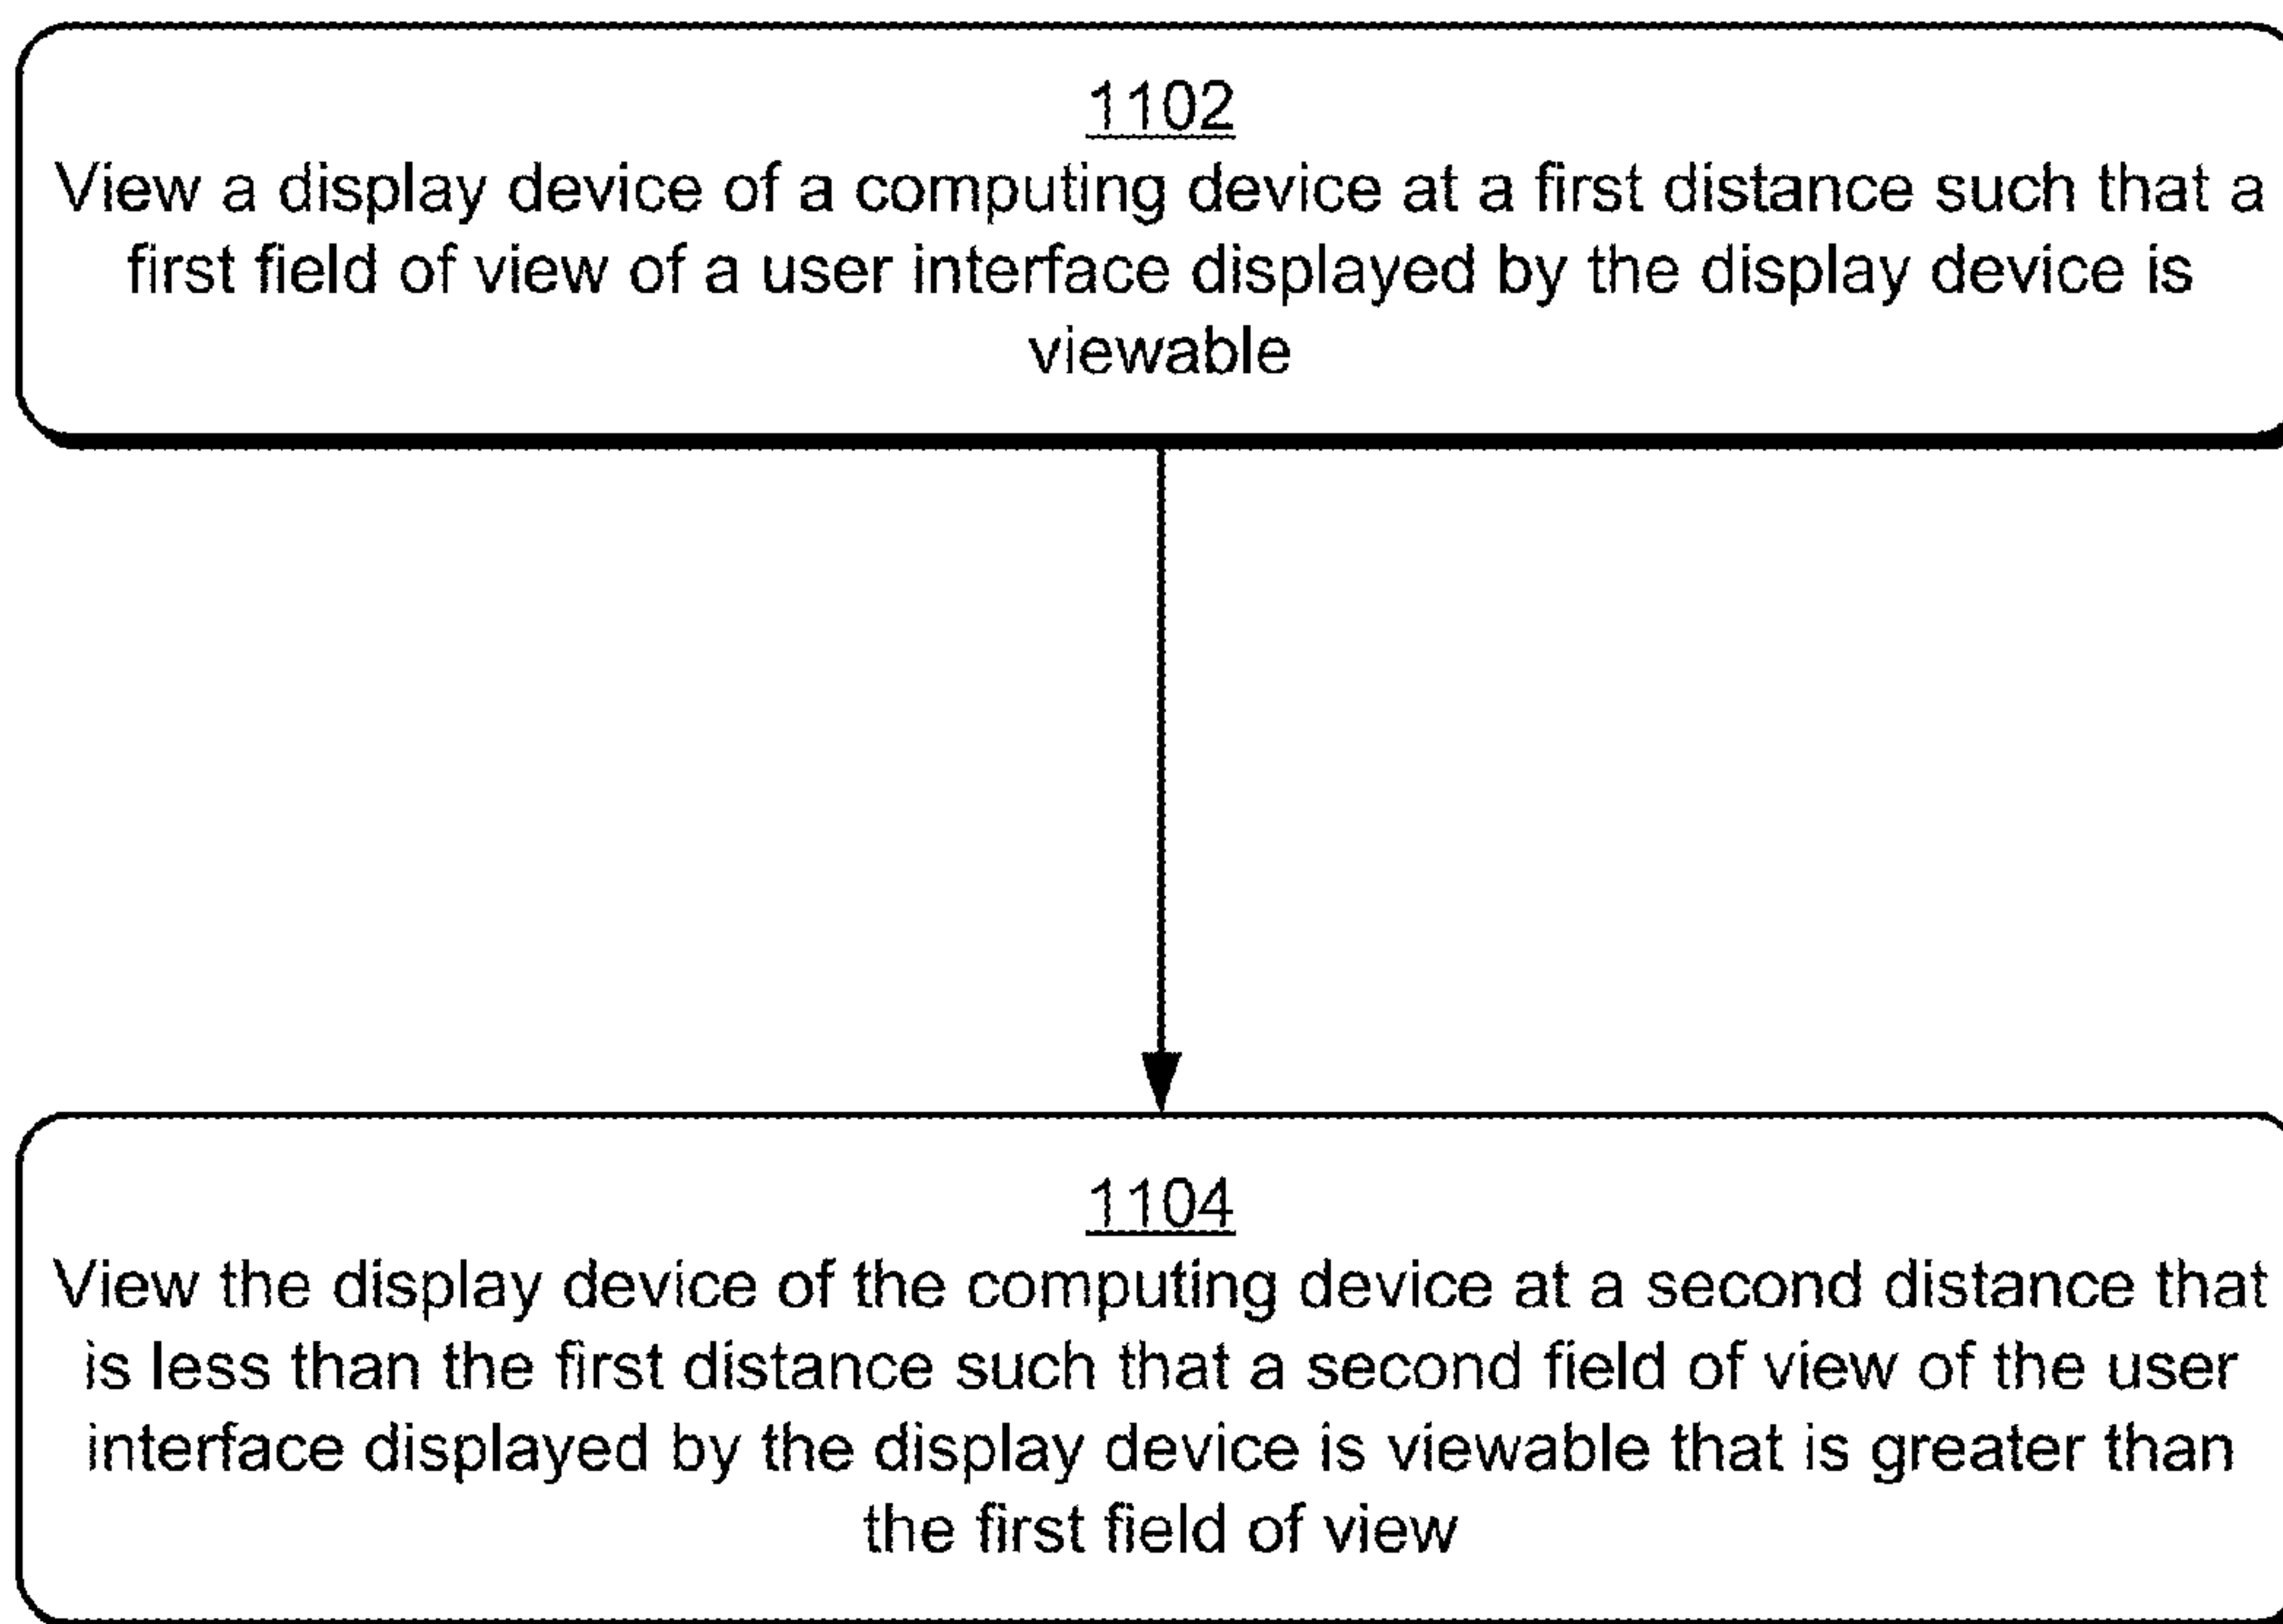 1102
View a display device of a computing device at a first distance such that a
first field of view of a user interface displayed by the display device is
viewable
1104
View the display device of the computing device at a second distance that
is less than the first distance such that a second field of view of the user
interface displayed by the display device is viewable that is greater than
the first field of view